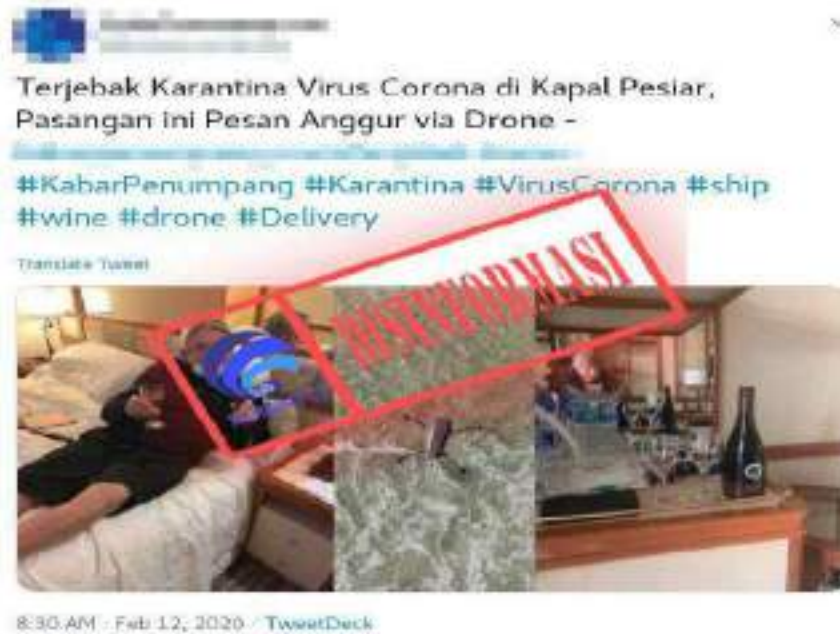 Terjebak Karantina Virus Corona di Kapal Pesiar,
Pasangan ini Pesan Anggur via Drone -
#KabarPenumpang #Karantina #VirusCorona #ship
#wine #drone #Delivery
Translate Tweet
DISINFORMASI
8:30 AM · Feb 12, 2020 · TweetDeck